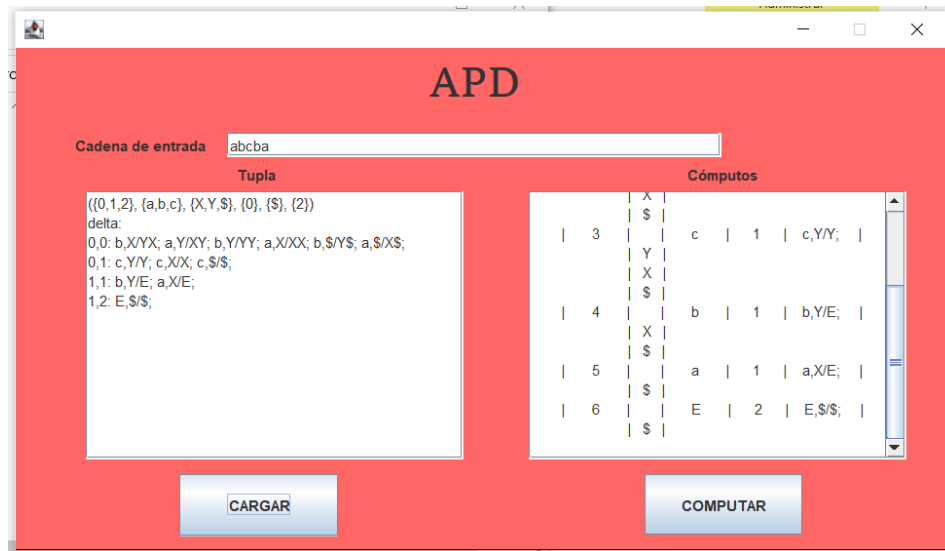 Administrar
APD
Cadena de entrada abcba
Tupla
({0,1,2}, {a,b,c}, {X,Y,$}, {0}, {$}, {2})
delta:
0,0: b,X/YX; a,Y/XY; b,Y/YY; a,X/XX; b,$/Y$; a,$/X$;
0,1: c,Y/Y; c,X/X; c,$/$;
1,1: b,Y/E; a,X/E;
1,2: E,$/$;
Cómputos
| X |
| $ |
| 3 | | c | 1 | c,Y/Y; |
| Y |
| X |
| $ |
| 4 | | b | 1 | b,Y/E; |
| X |
| $ |
| 5 | | a | 1 | a,X/E; |
| $ |
| 6 | | E | 2 | E,$/$; |
| $ |
CARGAR
COMPUTAR